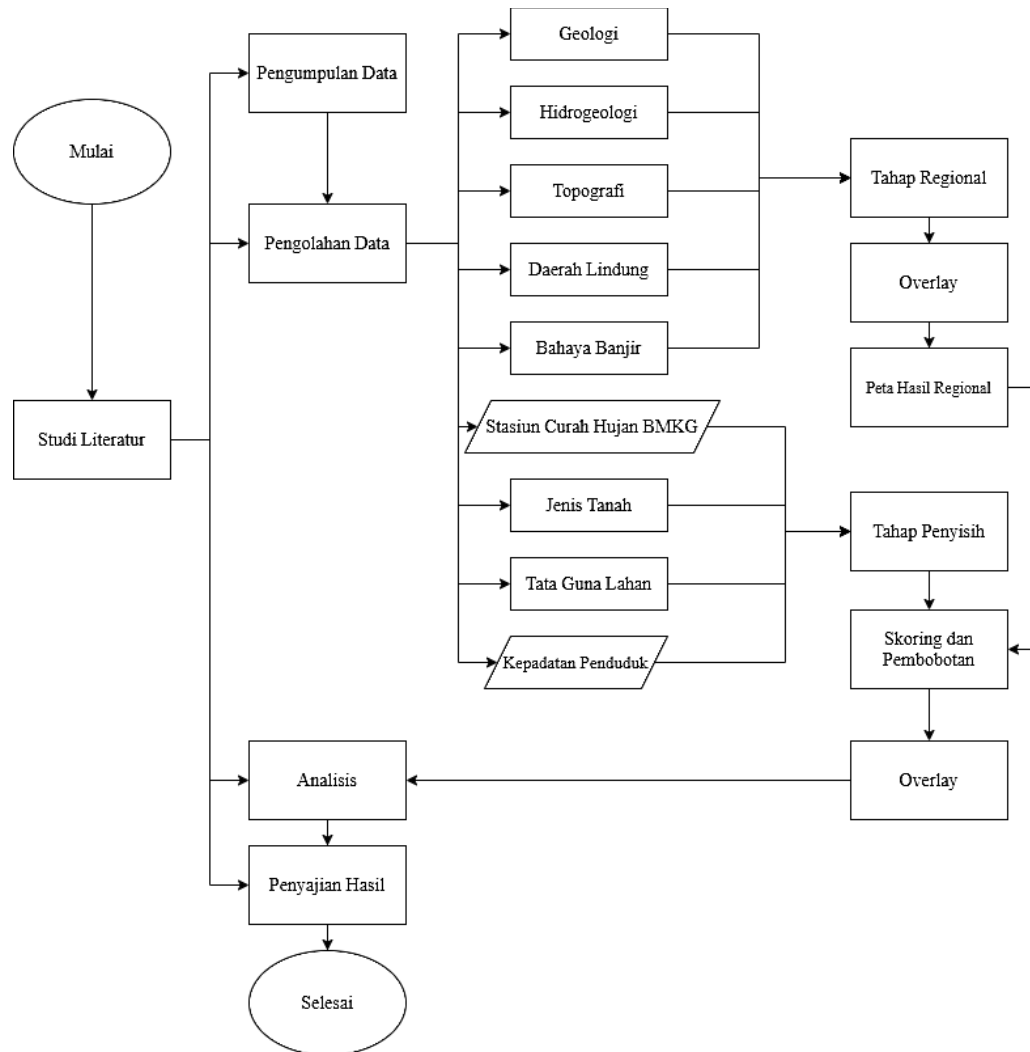 Mulai
Studi Literatur
Pengumpulan Data
Pengolahan Data
Geologi
Hidrogeologi
Topografi
Daerah Lindung
Bahaya Banjir
Stasiun Curah Hujan BMKG
Jenis Tanah
Tata Guna Lahan
Kepadatan Penduduk
Tahap Regional
Overlay
Peta Hasil Regional
Tahap Penyisih
Skoring dan
Pembobotan
Overlay
Analisis
Penyajian Hasil
Selesai